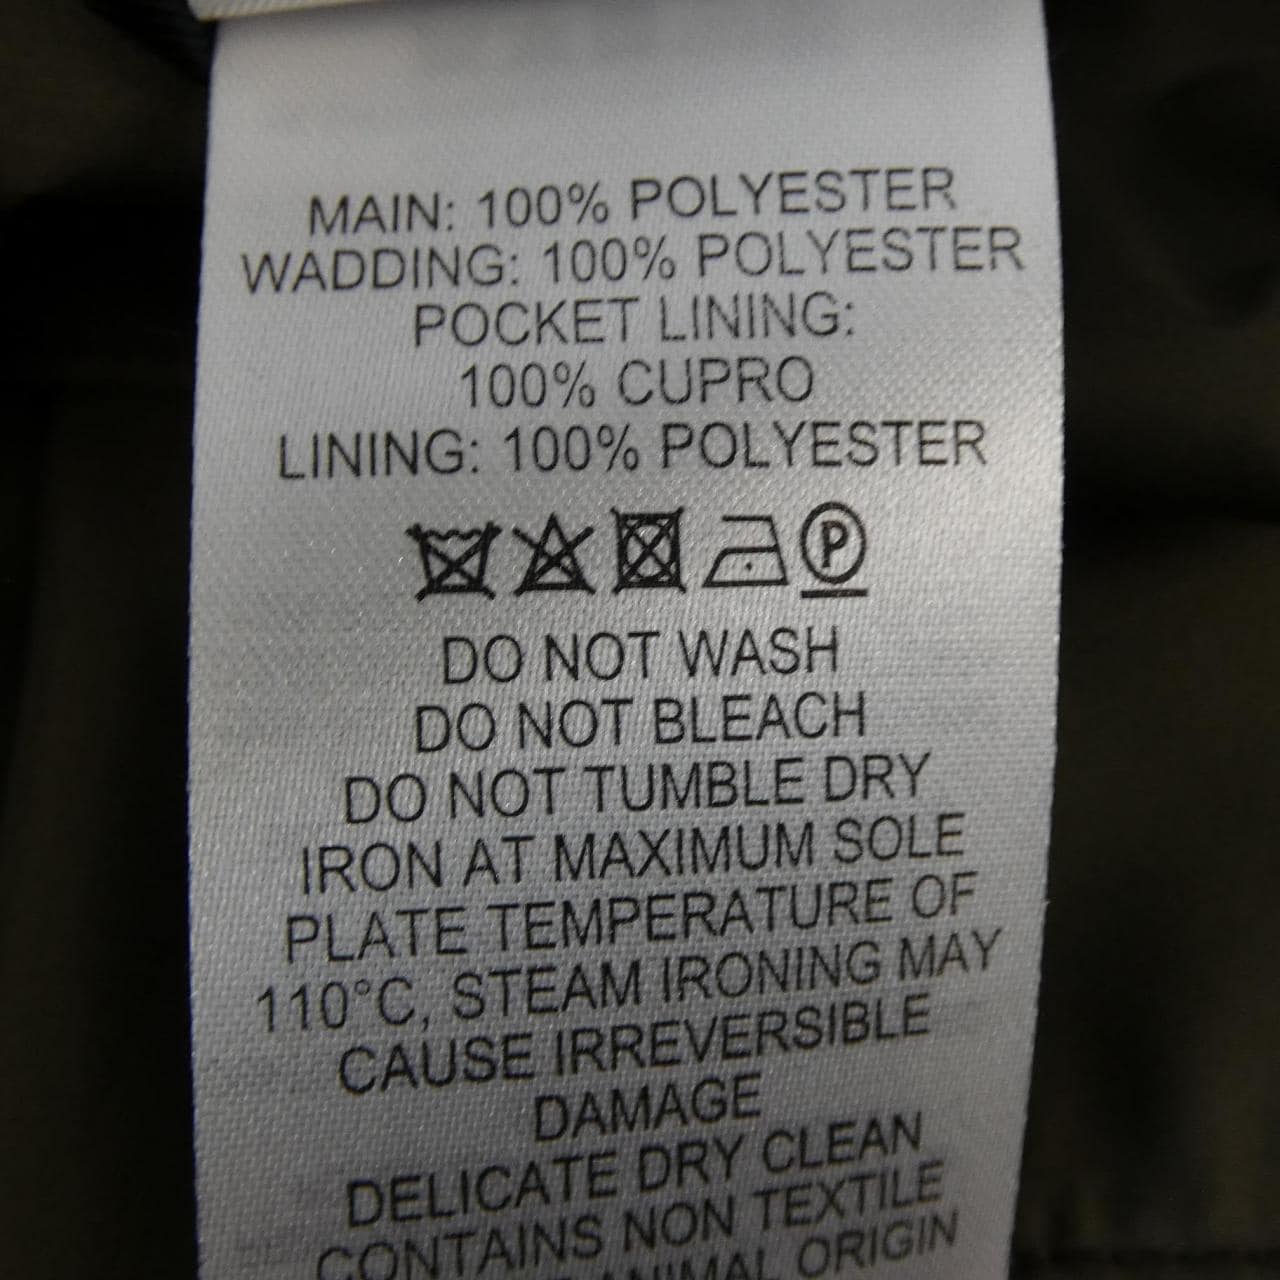 MAIN: 100% POLYESTER
WADDING: 100% POLYESTER
POCKET LINING:
100% CUPRO
LINING: 100% POLYESTER
P
DO NOT WASH
DO NOT BLEACH
DO NOT TUMBLE DRY
IRON AT MAXIMUM SOLE
PLATE TEMPERATURE OF
110°C, STEAM IRONING MAY
CAUSE IRREVERSIBLE
DAMAGE
DELICATE DRY CLEAN
CONTAINS NON TEXTILE
ANIMAL ORIGIN